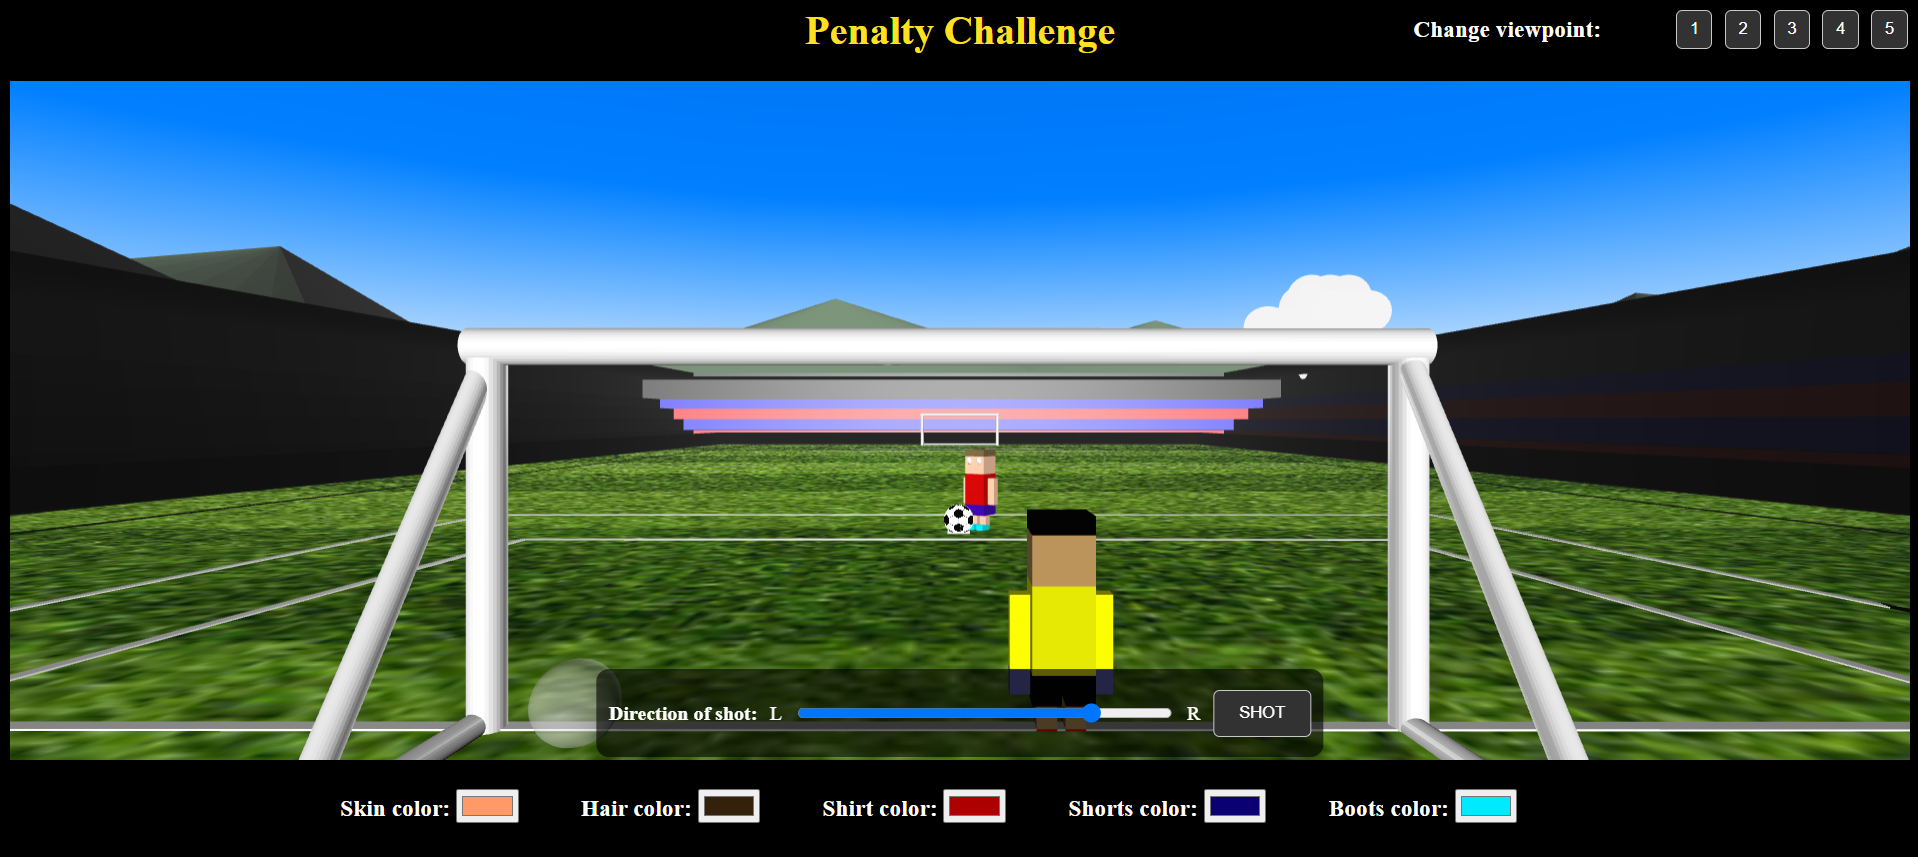 Penalty Challenge
Change viewpoint: 1 2 3 4 5
Direction of shot: L R SHOT
Skin color: Hair color: Shirt color: Shorts color: Boots color: